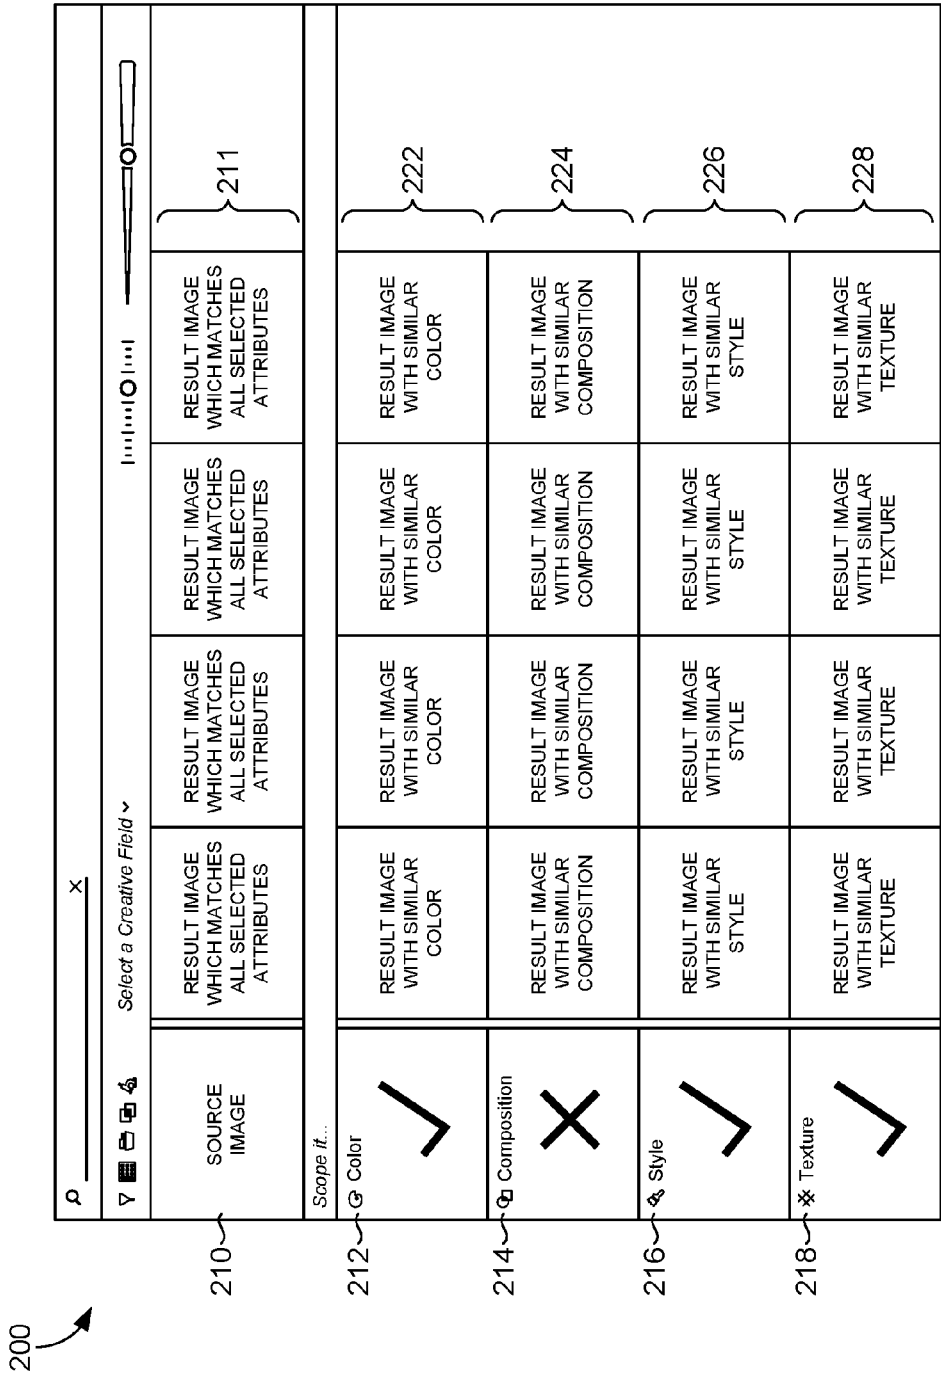 200
×
Select a Creative Field
210
SOURCE
IMAGE
RESULT IMAGE
WHICH MATCHES
ALL SELECTED
ATTRIBUTES
RESULT IMAGE
WHICH MATCHES
ALL SELECTED
ATTRIBUTES
RESULT IMAGE
WHICH MATCHES
ALL SELECTED
ATTRIBUTES
RESULT IMAGE
WHICH MATCHES
ALL SELECTED
ATTRIBUTES
211
Scope it...
212
Color
RESULT IMAGE
WITH SIMILAR
COLOR
RESULT IMAGE
WITH SIMILAR
COLOR
RESULT IMAGE
WITH SIMILAR
COLOR
RESULT IMAGE
WITH SIMILAR
COLOR
222
214
Composition
RESULT IMAGE
WITH SIMILAR
COMPOSITION
RESULT IMAGE
WITH SIMILAR
COMPOSITION
RESULT IMAGE
WITH SIMILAR
COMPOSITION
RESULT IMAGE
WITH SIMILAR
COMPOSITION
224
216
Style
RESULT IMAGE
WITH SIMILAR
STYLE
RESULT IMAGE
WITH SIMILAR
STYLE
RESULT IMAGE
WITH SIMILAR
STYLE
RESULT IMAGE
WITH SIMILAR
STYLE
226
218
Texture
RESULT IMAGE
WITH SIMILAR
TEXTURE
RESULT IMAGE
WITH SIMILAR
TEXTURE
RESULT IMAGE
WITH SIMILAR
TEXTURE
RESULT IMAGE
WITH SIMILAR
TEXTURE
228